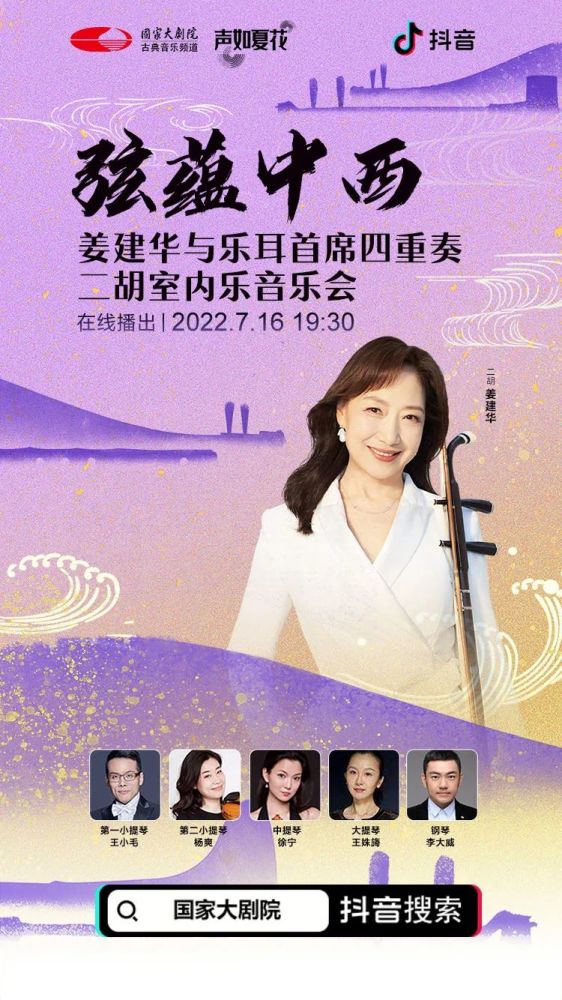 国家大剧院
古典音乐频道
声如夏花
抖音
弦蕴中西
姜建华与乐耳首席四重奏
二胡室内乐音乐会
在线播出 | 2022.7.16 19:30
二胡 姜建华
第一小提琴
王小毛
第二小提琴
杨爽
中提琴
徐宁
大提琴
王姝旖
钢琴
李大威
国家大剧院
抖音搜索